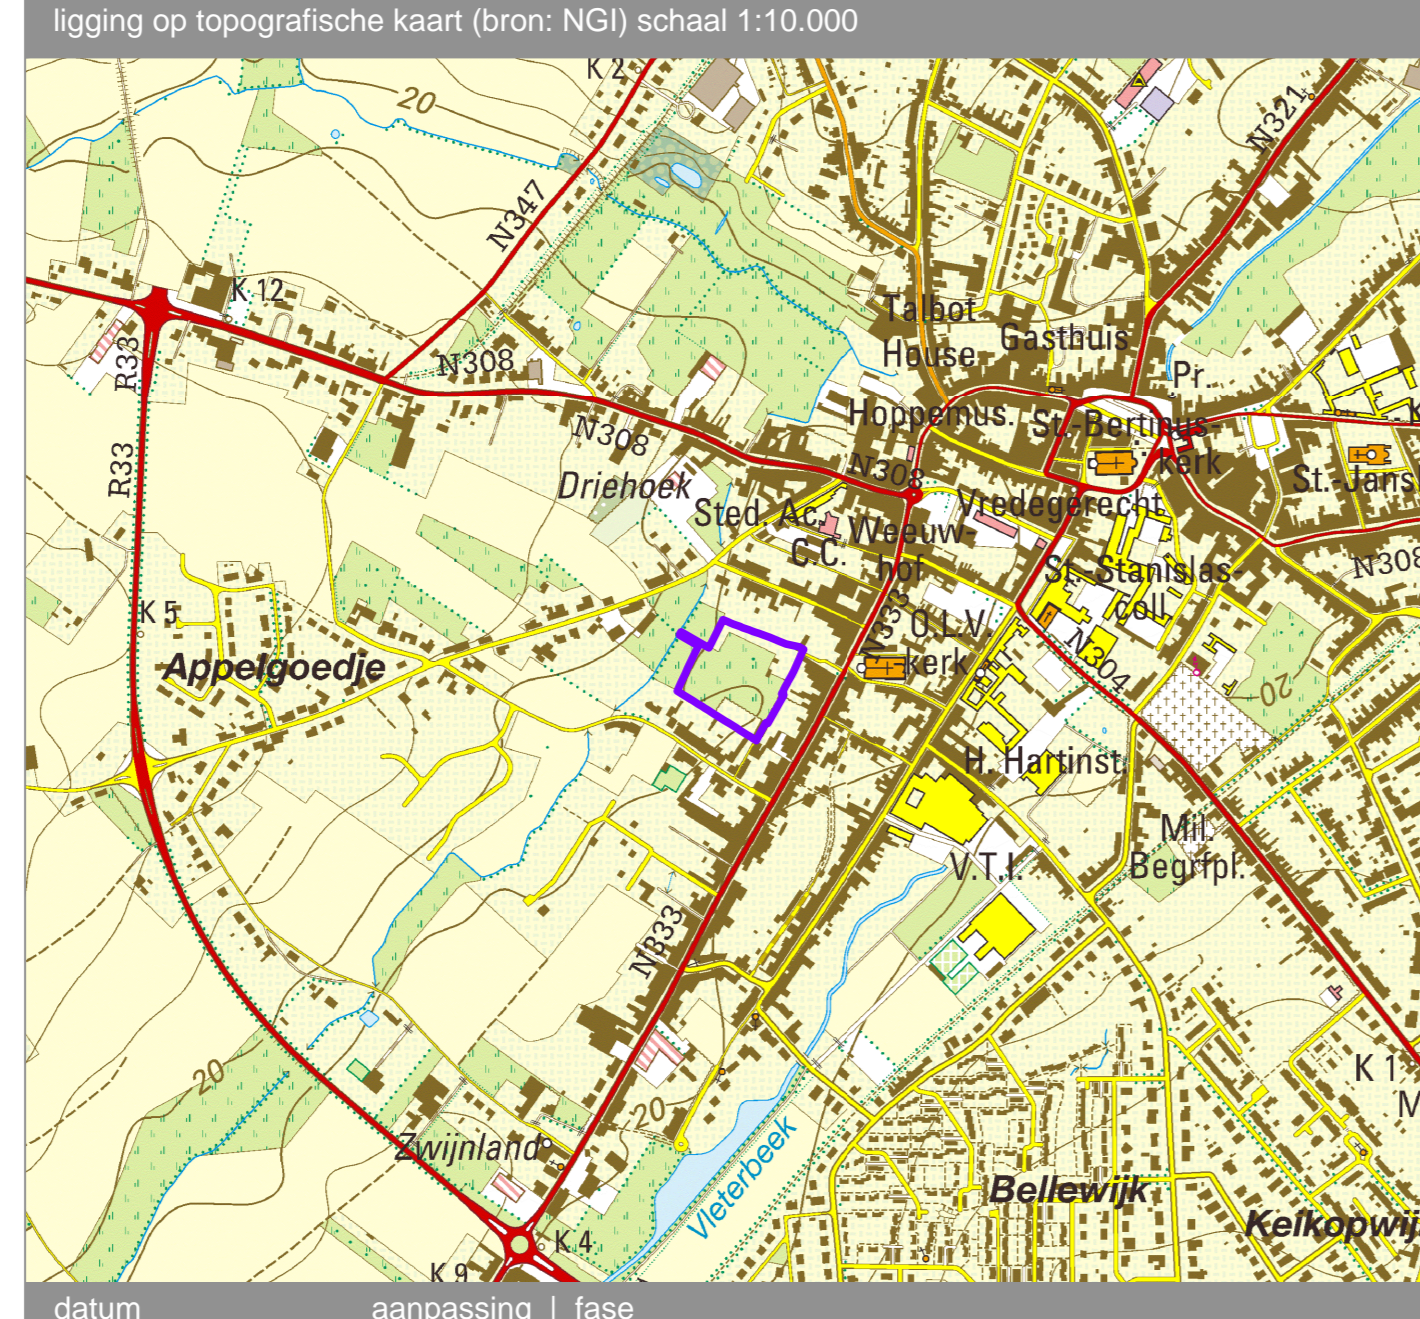 ligging op topografische kaart (bron: NGI) schaal 1:10.000
K 2
20
N321
N347
K 12
Talbot
House
Gasthuis
R33
N308
Pr.
Hoppemus.
St.-Bertinus-
kerk
N308
N308
R33
Driehoek
St.-Jans
Sted. Ac.
Vredegerecht
C.C.
Weeuw-
hof
N308
St.-Stanislas-
coll.
K 5
N333
O.L.V.
kerk
Appelgoedje
N304
20
H. Hartinst.
Mil.
Begrfpl.
V.T.I.
N333
20
K 1
M
20
Zwijnland
Vleterbeek
Bellewijk
Keikopwij
K 4
K 9
datum aanpassing | fase